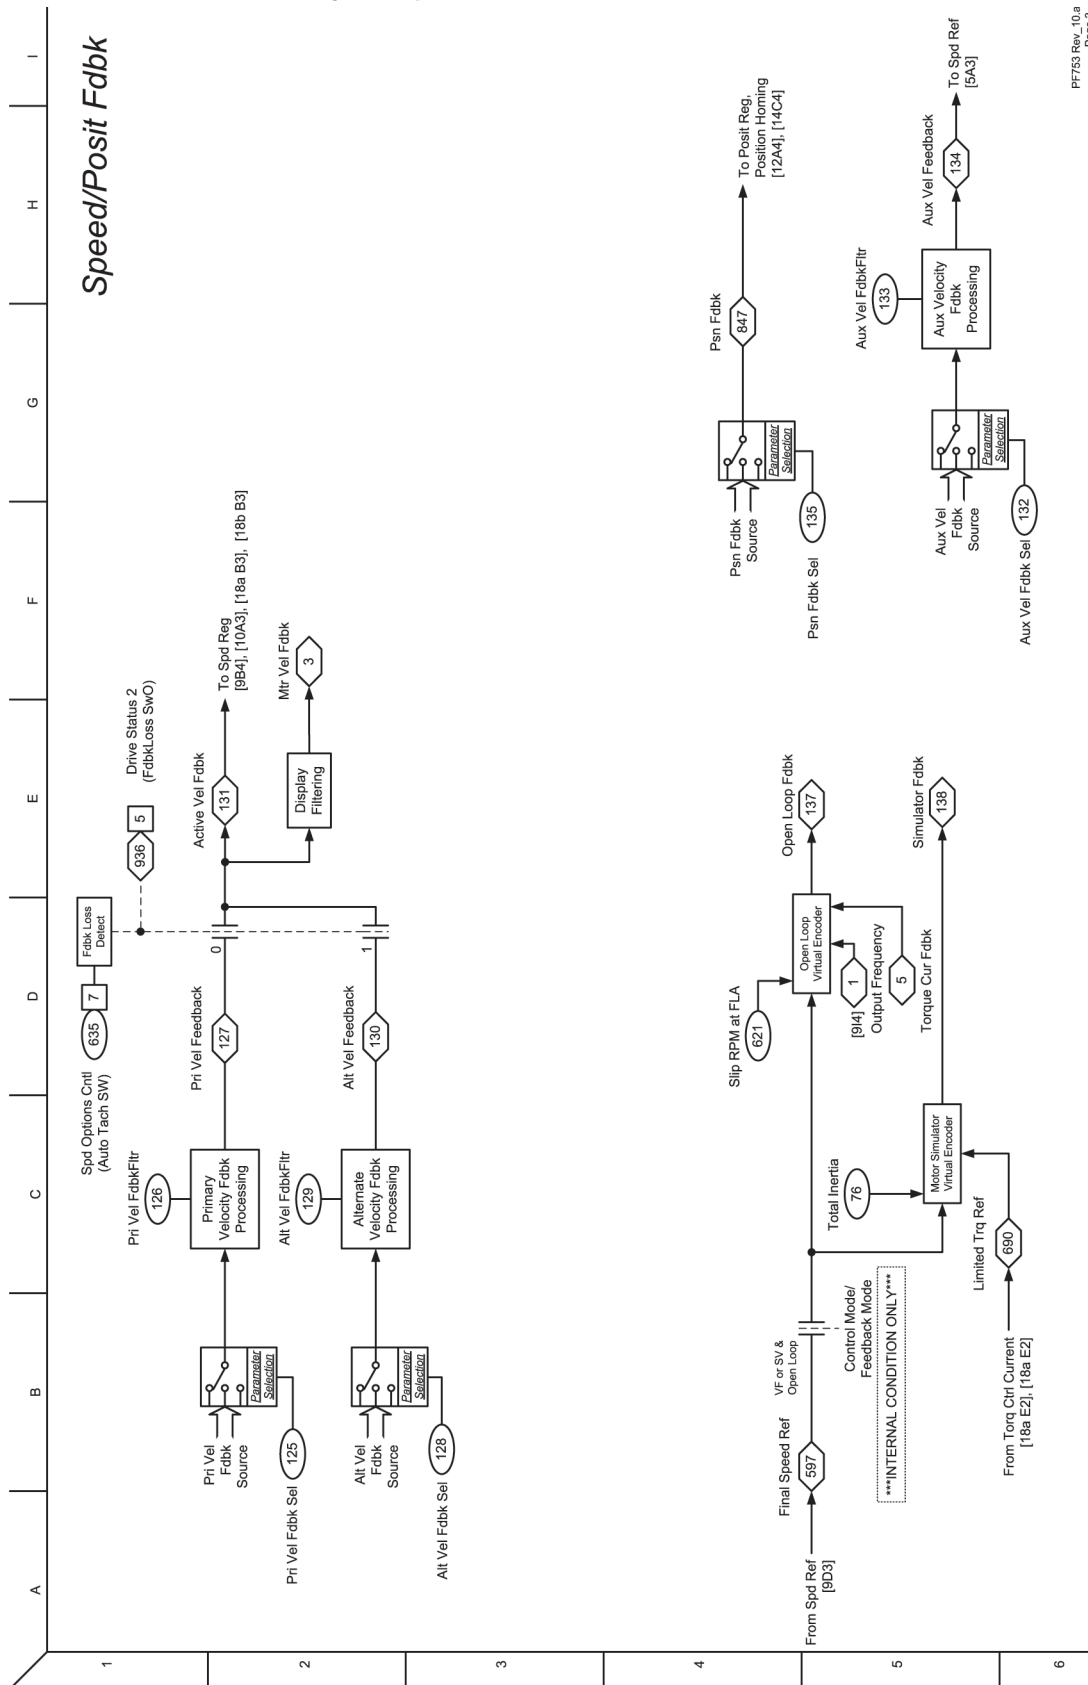 Speed/Posit Fdbk
A
B
C
D
E
F
G
H
I
1
2
3
4
5
6
Spd Options Cntl
(Auto Tach SW)
635
7
Fdbk Loss
Detect
936
5
Drive Status 2
(FdbkLoss SwO)
Pri Vel
Fdbk
Source
Parameter
Selection
125
Pri Vel Fdbk Sel
Pri Vel FdbkFltr
126
Primary
Velocity Fdbk
Processing
Pri Vel Feedback
127
0
Active Vel Fdbk
131
To Spd Reg
[9B4], [10A3], [18a B3], [18b B3]
Display
Filtering
Mtr Vel Fdbk
3
Alt Vel
Fdbk
Source
Parameter
Selection
128
Alt Vel Fdbk Sel
Alt Vel FdbkFltr
129
Alternate
Velocity Fdbk
Processing
Alt Vel Feedback
130
1
Psn Fdbk
Source
Parameter
Selection
135
Psn Fdbk Sel
Psn Fdbk
847
To Posit Reg,
Position Homing
[12A4], [14C4]
From Spd Ref
[9D3]
Final Speed Ref
597
VF or SV &
Open Loop
Control Mode/
Feedback Mode
***INTERNAL CONDITION ONLY***
Slip RPM at FLA
621
Open Loop
Virtual Encoder
[9I4]
1
Output Frequency
5
Torque Cur Fdbk
Open Loop Fdbk
137
Total Inertia
76
Motor Simulator
Virtual Encoder
Simulator Fdbk
138
Limited Trq Ref
690
From Torq Ctrl Current
[18a E2], [18a E2]
Aux Vel
Fdbk
Source
Parameter
Selection
132
Aux Vel Fdbk Sel
Aux Vel FdbkFltr
133
Aux Velocity
Fdbk
Processing
Aux Vel Feedback
134
To Spd Ref
[5A3]
PF753 Rev_10.a